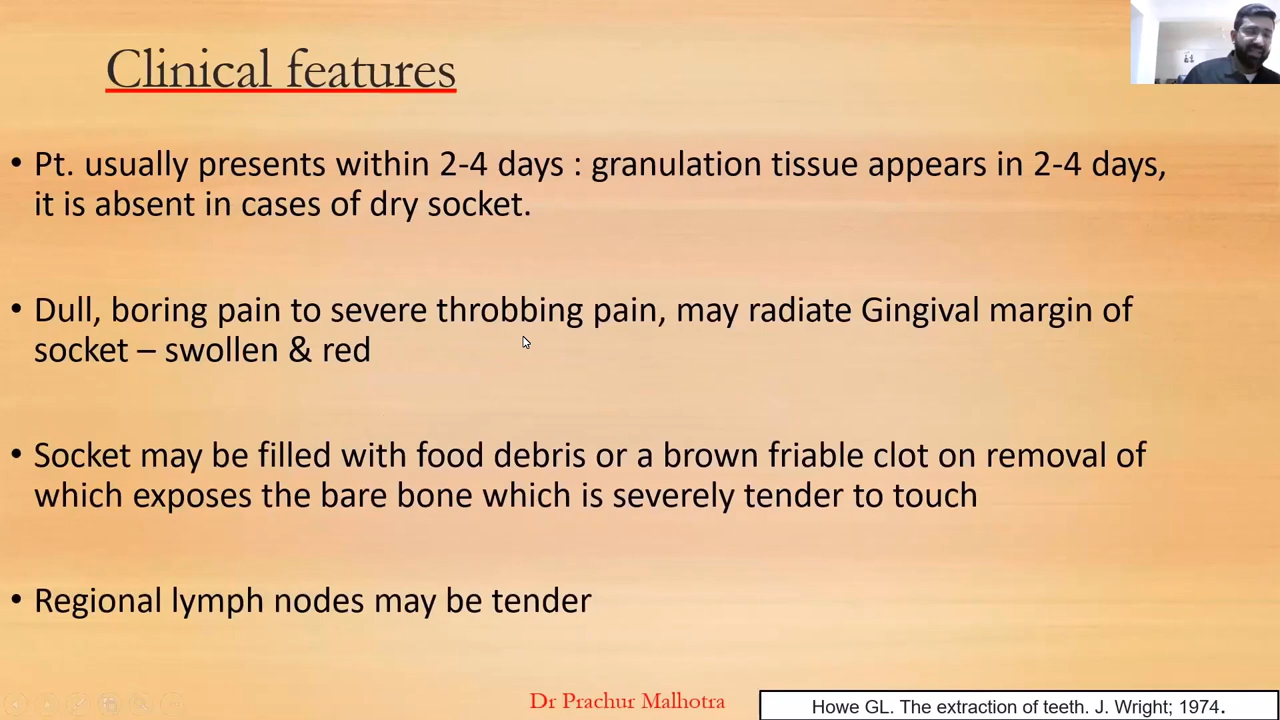 Clinical features
• Pt. usually presents within 2-4 days : granulation tissue appears in 2-4 days,
it is absent in cases of dry socket.
• Dull, boring pain to severe throbbing pain, may radiate Gingival margin of
socket – swollen & red
• Socket may be filled with food debris or a brown friable clot on removal of
which exposes the bare bone which is severely tender to touch
• Regional lymph nodes may be tender
Dr Prachur Malhotra
Howe GL. The extraction of teeth. J. Wright; 1974.